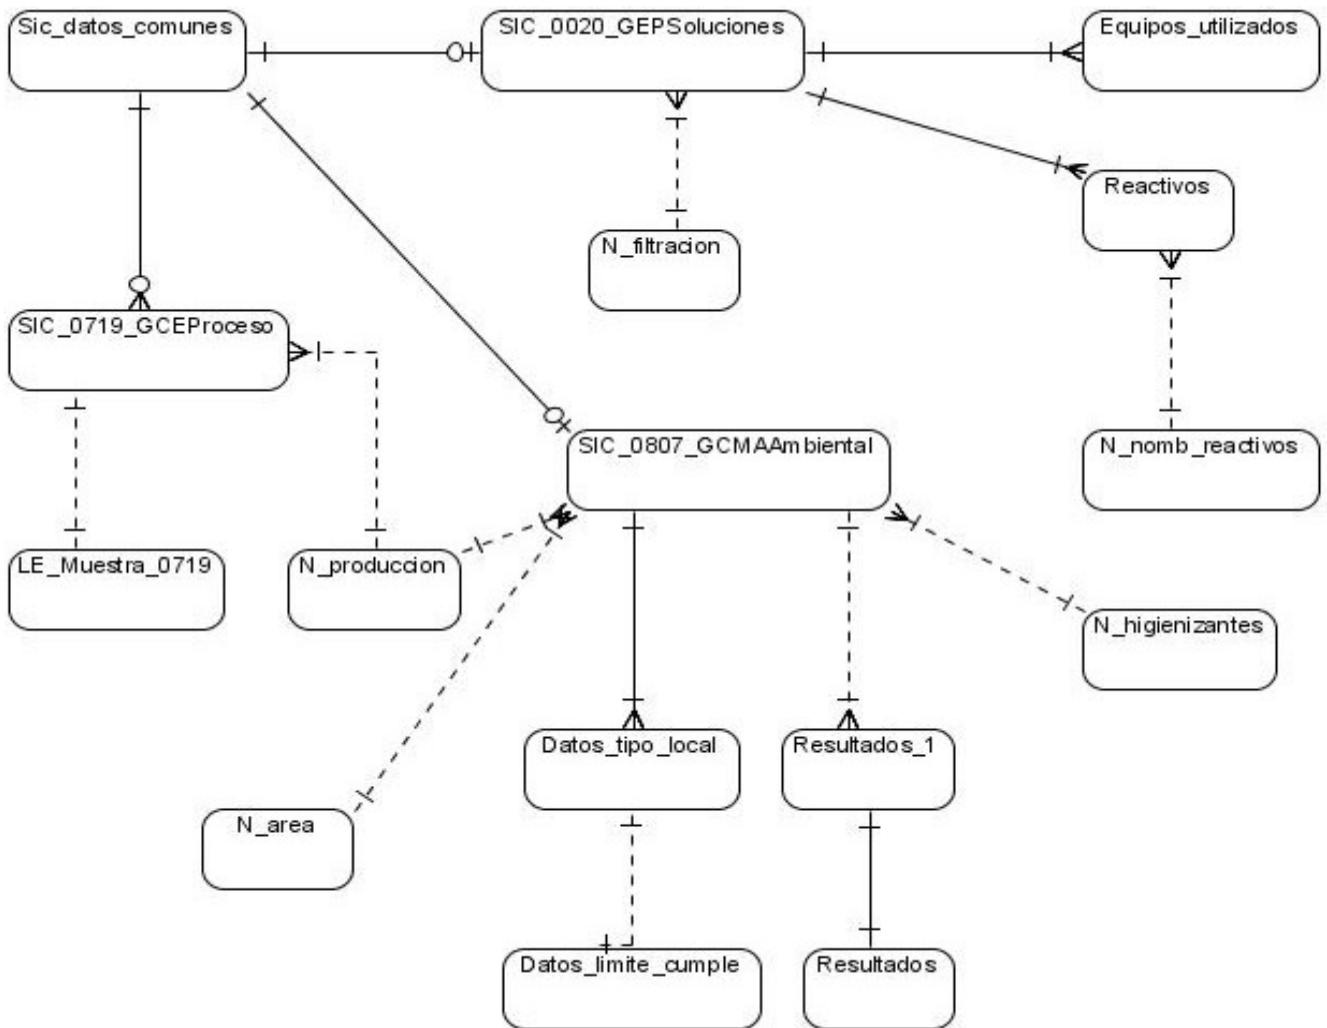 Sic_datos_comunes
SIC_0020_GEPSoluciones
Equipos_utilizados
Reactivos
N_filtracion
SIC_0719_GCEProceso
SIC_0807_GCMAAmbiental
N_nomb_reactivos
LE_Muestra_0719
N_produccion
N_higienizantes
Datos_tipo_local
Resultados_1
N_area
Datos_limite_cumple
Resultados